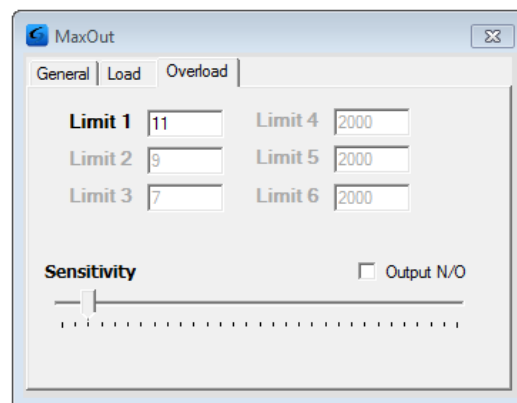 MaxOut
General Load Overload
Limit 1 11 Limit 4 2000
Limit 2 9 Limit 5 2000
Limit 3 7 Limit 6 2000
Sensitivity Output N/O